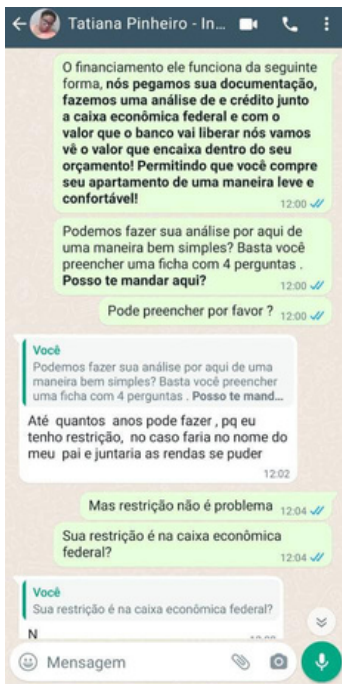 Tatiana Pinheiro - In...
O financiamento ele funciona da seguinte
forma, nós pegamos sua documentação,
fazemos uma análise de e crédito junto
a caixa econômica federal e com o
valor que o banco vai liberar nós vamos
vê o valor que encaixa dentro do seu
orçamento! Permitindo que você compre
seu apartamento de uma maneira leve e
confortável!
12:00
Podemos fazer sua análise por aqui de
uma maneira bem simples? Basta você
preencher uma ficha com 4 perguntas .
Posso te mandar aqui?
12:00
Pode preencher por favor ? 12:00
Você
Podemos fazer sua análise por aqui de uma
maneira bem simples? Basta você preencher
uma ficha com 4 perguntas . Posso te mand...
Até quantos anos pode fazer , pq eu
tenho restrição, no caso faria no nome do
meu pai e juntaria as rendas se puder
12:02
Mas restrição não é problema 12:04
Sua restrição é na caixa econômica
federal?
12:04
Você
Sua restrição é na caixa econômica federal?
N
Mensagem